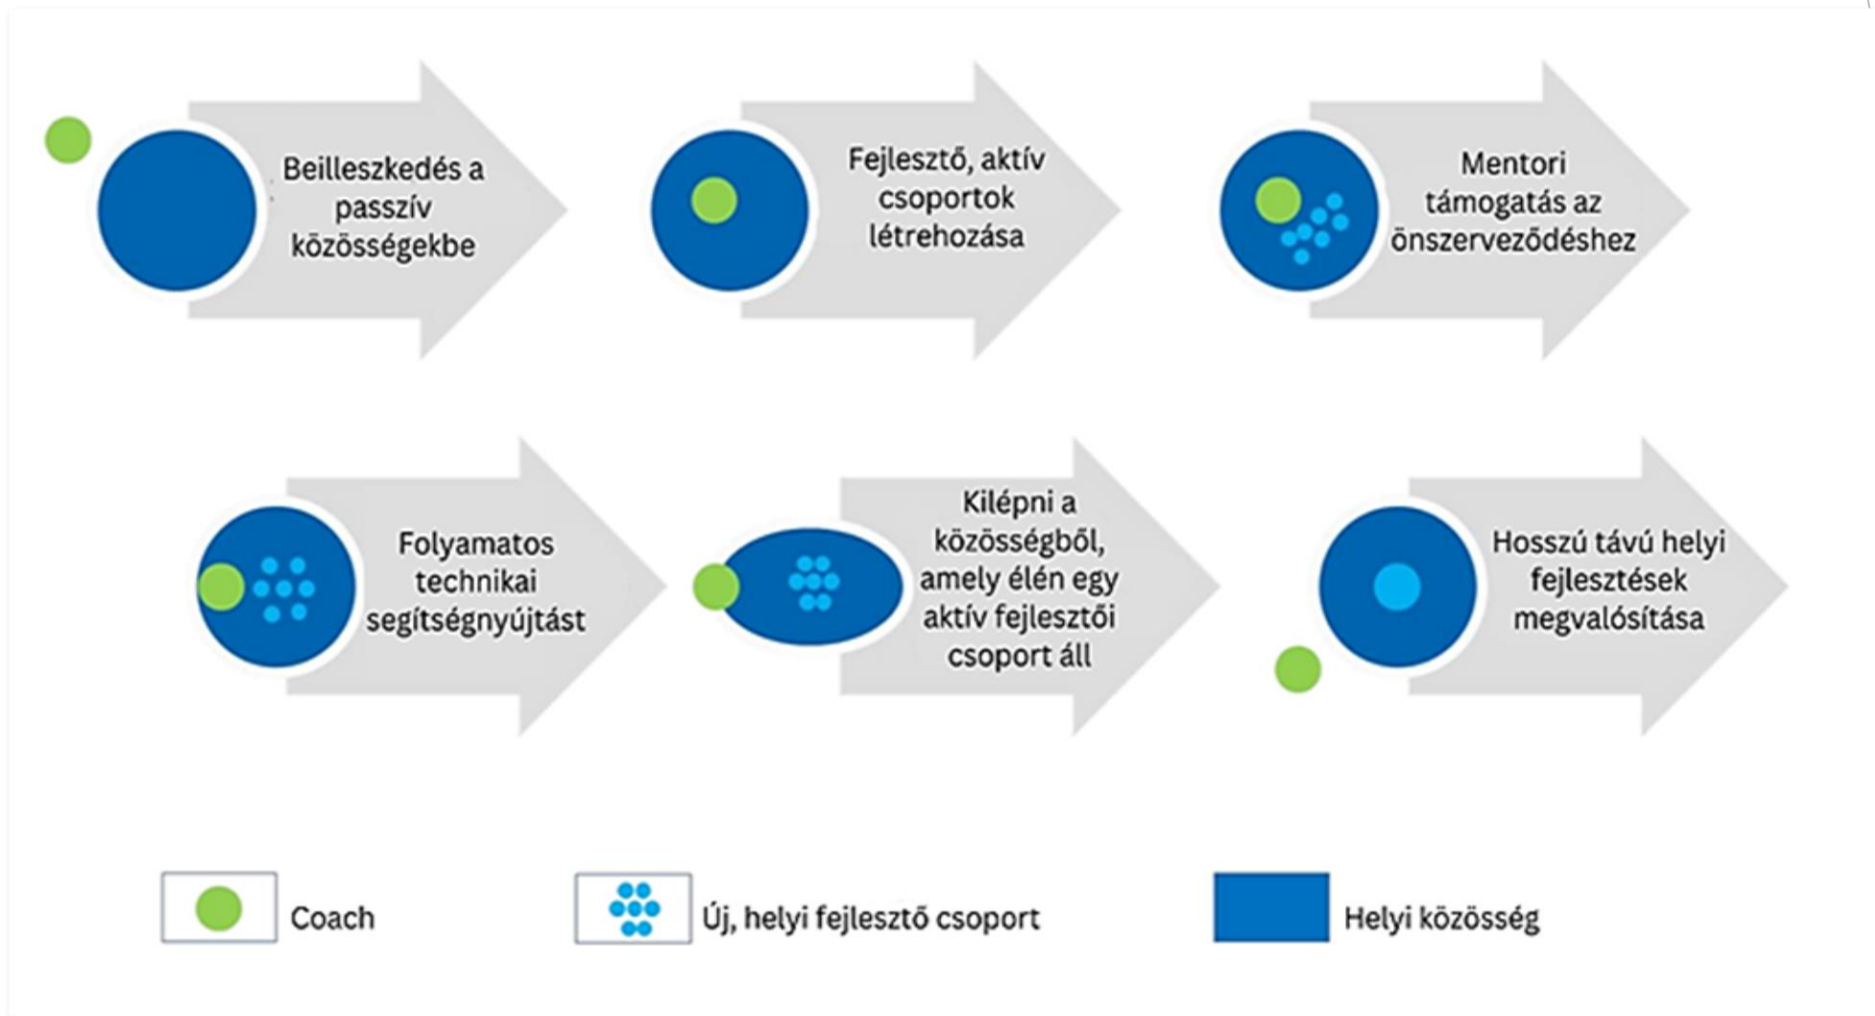 Beilleszkedés a
passzív
közösségekbe
Fejlesztő, aktív
csoportok
létrehozása
Mentori
támogatás az
önszerveződéshez
Folyamatos
technikai
segítségnyújtást
Kilépni a
közösségből,
amely élén egy
aktív fejlesztői
csoport áll
Hosszú távú helyi
fejlesztések
megvalósítása
Coach
Új, helyi fejlesztő csoport
Helyi közösség